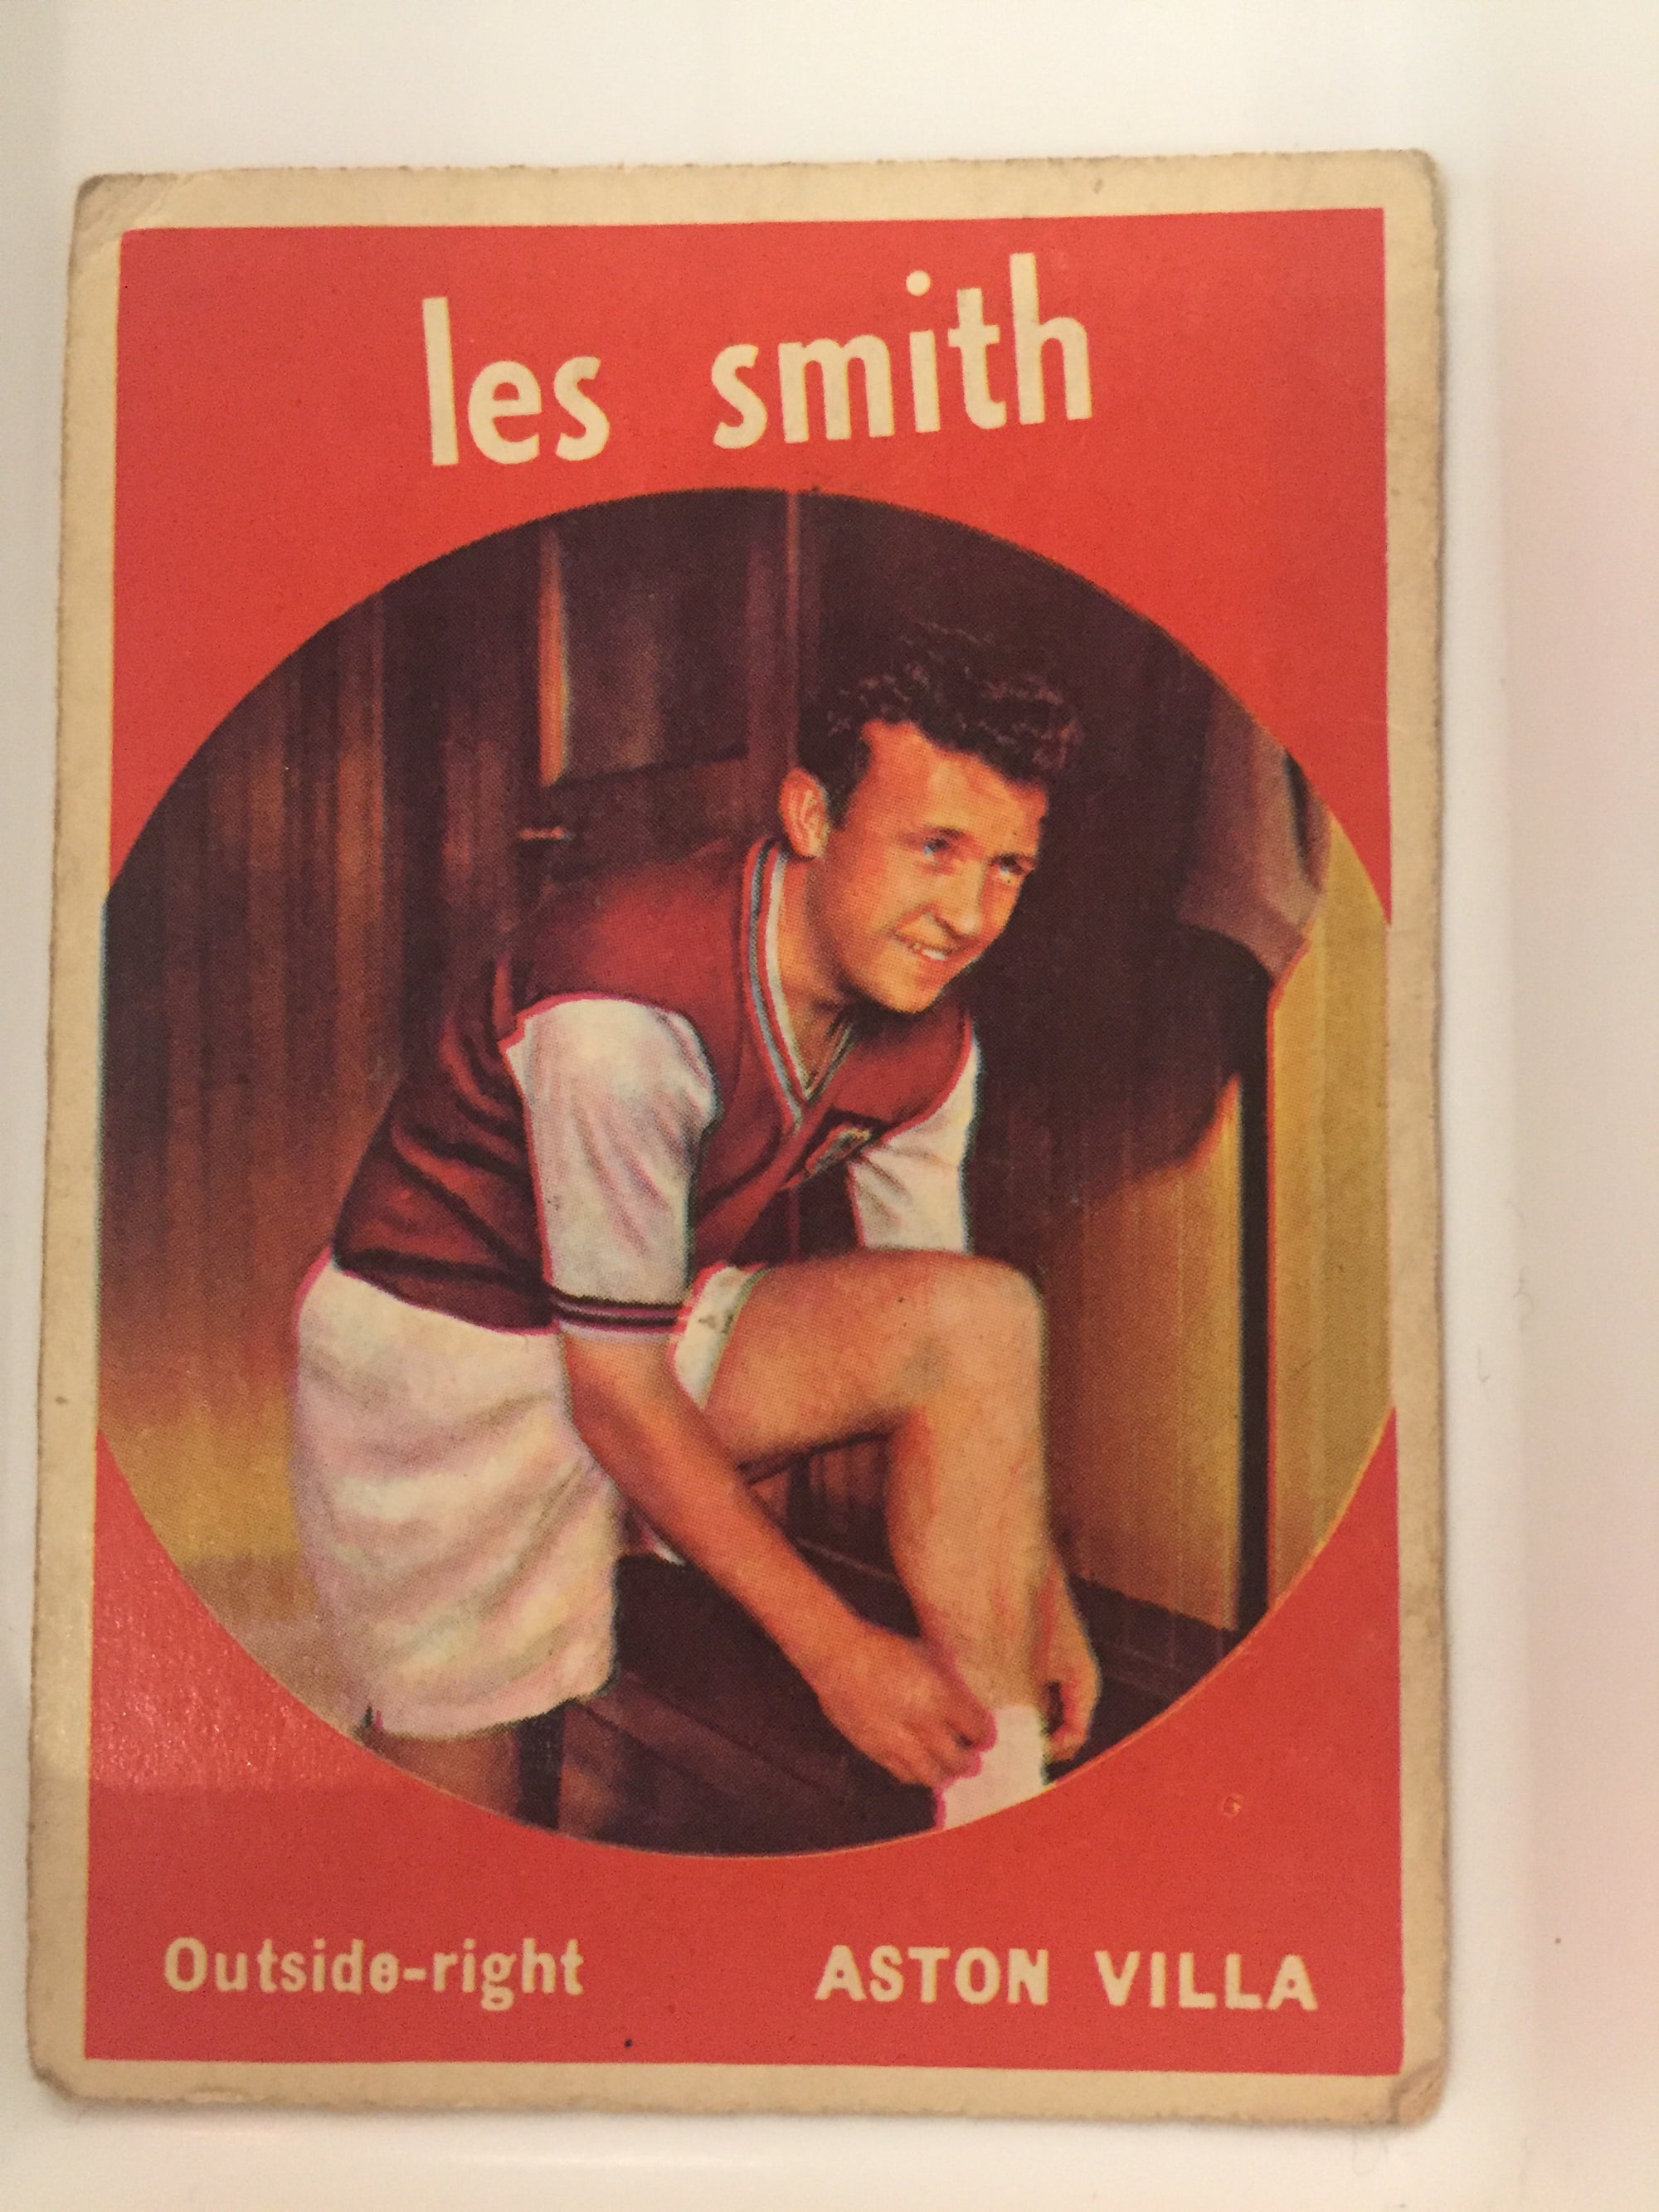 les smith
Outside-right
ASTON VILLA